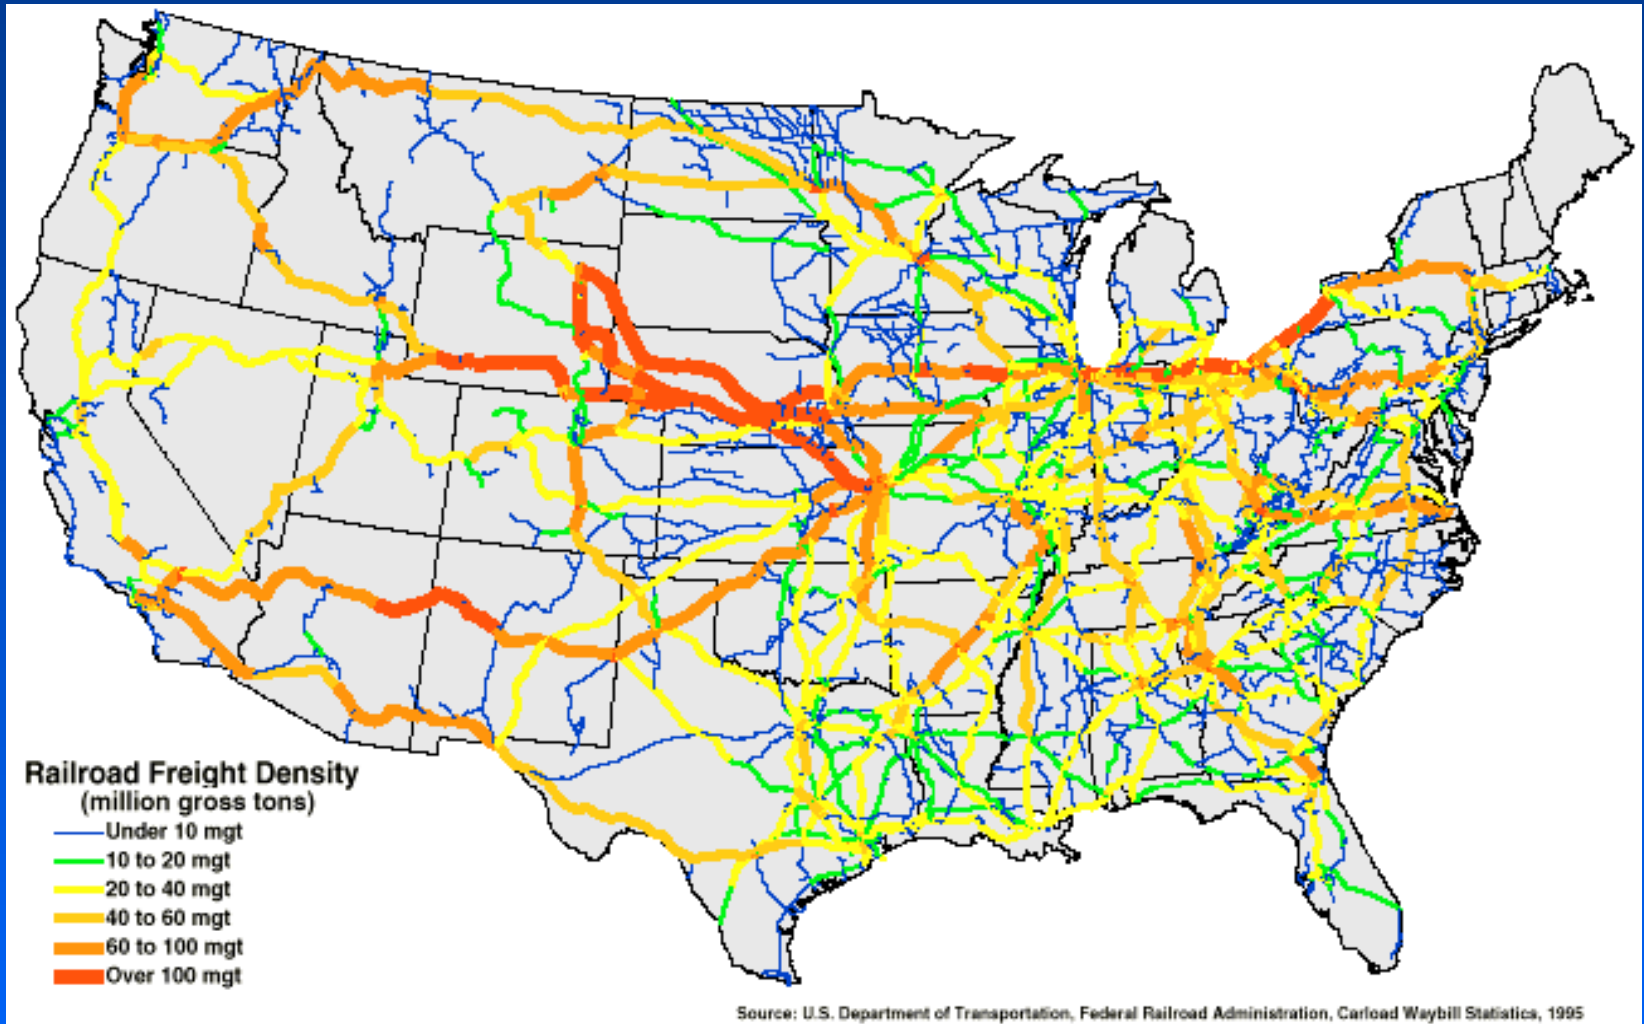 Railroad Freight Density
(million gross tons)
Under 10 mgt
10 to 20 mgt
20 to 40 mgt
40 to 60 mgt
60 to 100 mgt
Over 100 mgt
Source: U.S. Department of Transportation, Federal Railroad Administration, Carload Waybill Statistics, 1995